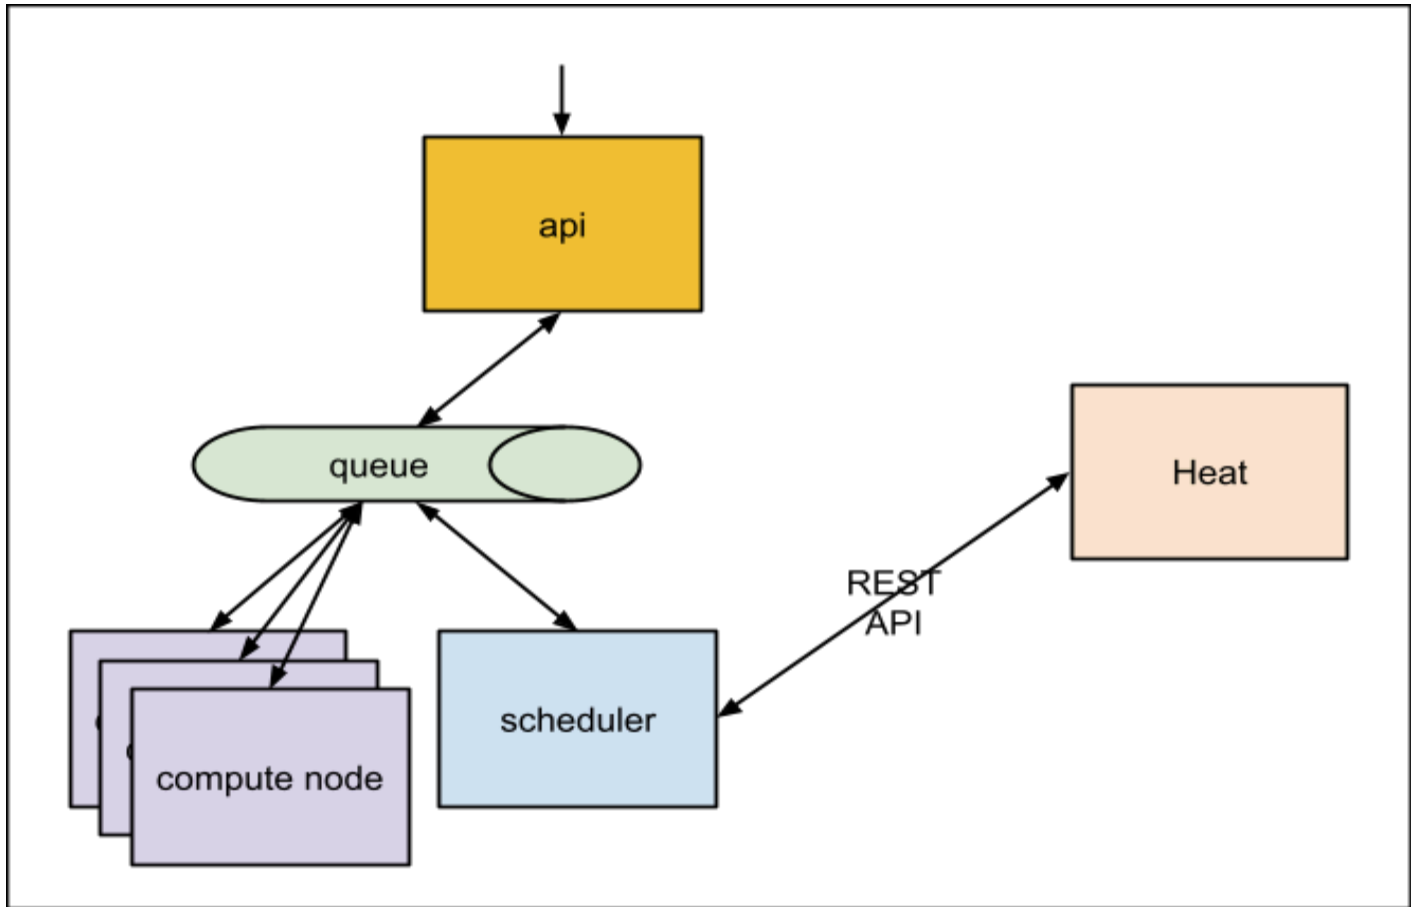 api
queue
Heat
REST
API
scheduler
compute node